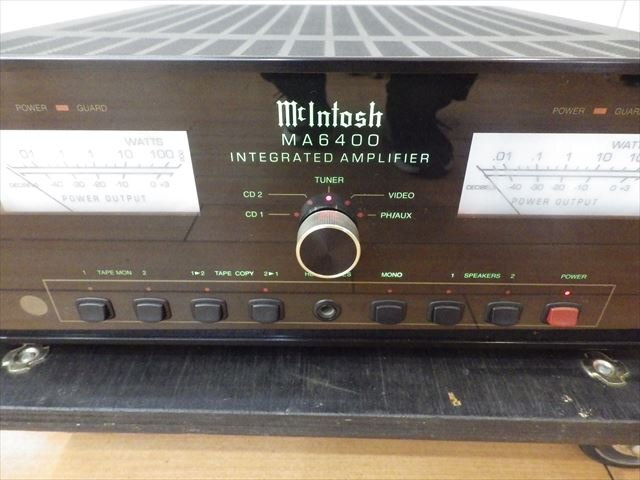 McIntosh
MA6400
INTEGRATED AMPLIFIER
POWER GUARD
POWER GUARD
WATTS
.01 .1 1 10 100
-40 -30 -20 -10 0 +3
POWER OUTPUT
WATTS
.01 .1 1 10
DECIBELS -40 -30 -20 -10 0 +3
POWER OUTPUT
TUNER
CD 2 VIDEO
CD 1 PH/AUX
1 TAPE MON 2 1►2 TAPE COPY 2►1 MONO 1 SPEAKERS 2 POWER